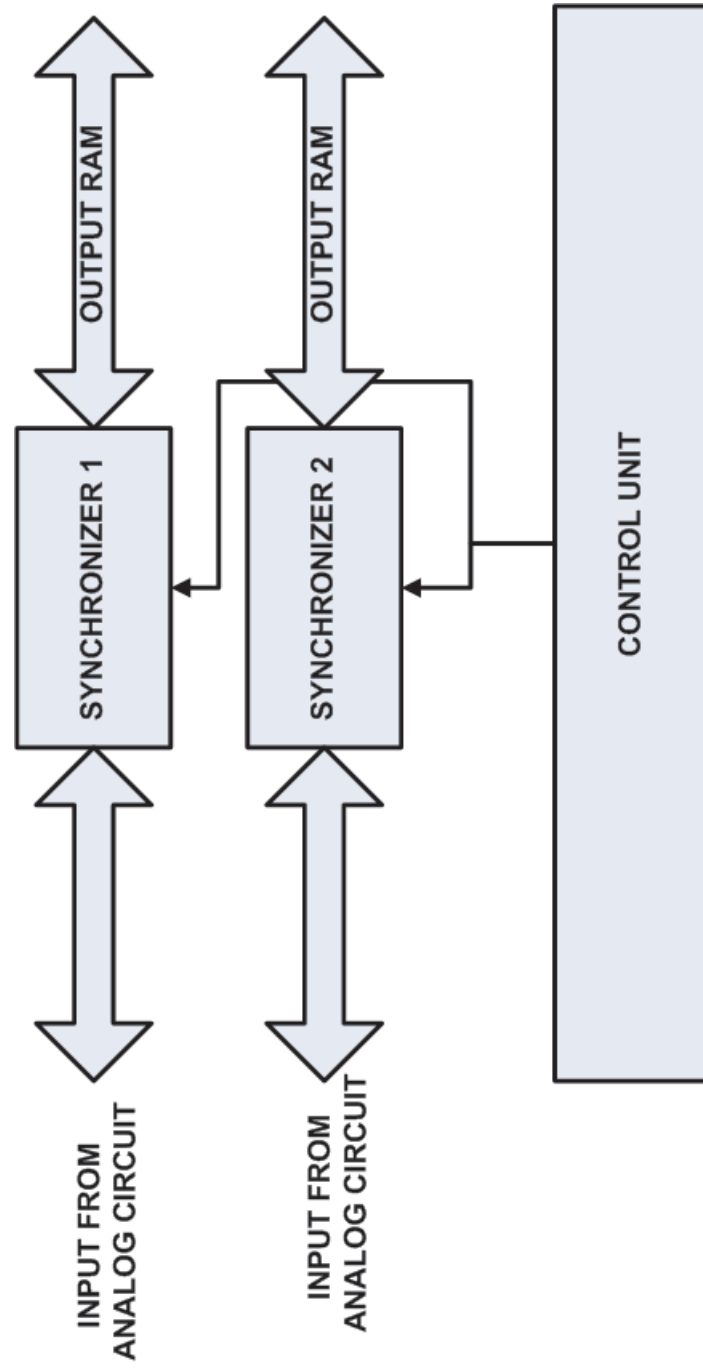 INPUT FROM
ANALOG CIRCUIT
SYNCHRONIZER 1
OUTPUT RAM
INPUT FROM
ANALOG CIRCUIT
SYNCHRONIZER 2
OUTPUT RAM
CONTROL UNIT